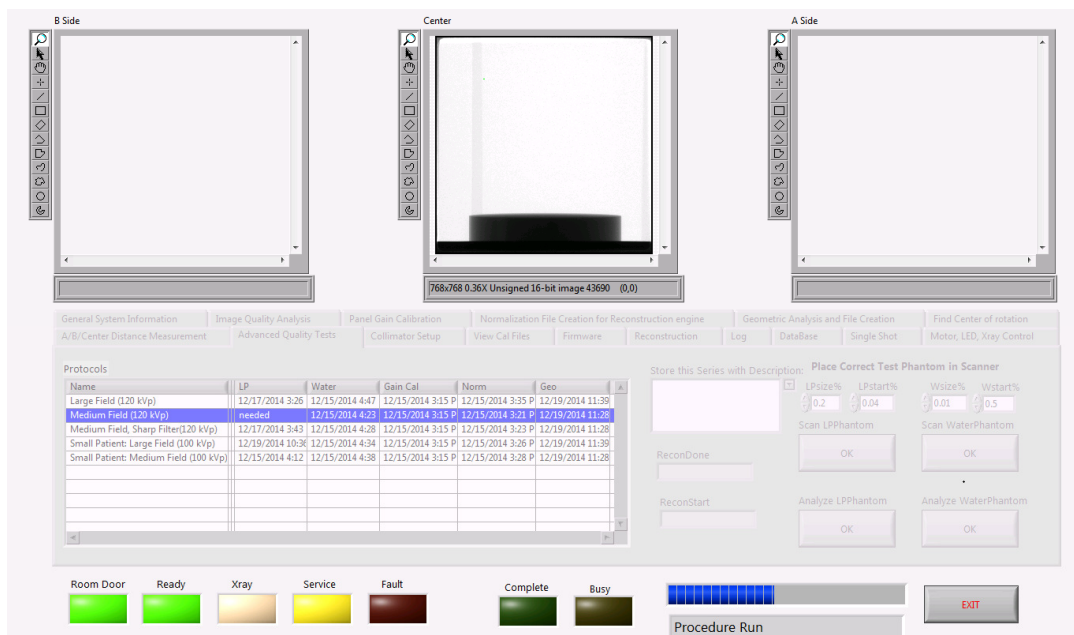 B Side Center A Side
768x768 0.36X Unsigned 16-bit image 43690 (0,0)
General System Information Image Quality Analysis Panel Gain Calibration Normalization File Creation for Reconstruction engine Geometric Analysis and File Creation Find Center of rotation
A/B/Center Distance Measurement Advanced Quality Tests Collimator Setup View Cal Files Firmware Reconstruction Log DataBase Single Shot Motor, LED, Xray Control
Protocols
Name LP Water Gain Cal Norm Geo
Large Field (120 kVp) 12/17/2014 3:26 12/15/2014 4:47 12/15/2014 3:15 P 12/15/2014 3:35 P 12/19/2014 11:39
Medium Field (120 kVp) needed 12/15/2014 4:23 12/15/2014 3:15 P 12/15/2014 3:21 P 12/19/2014 11:28
Medium Field, Sharp Filter(120 kVp) 12/17/2014 3:43 12/15/2014 4:28 12/15/2014 3:15 P 12/15/2014 3:23 P 12/19/2014 11:28
Small Patient: Large Field (100 kVp) 12/19/2014 10:36 12/15/2014 4:34 12/15/2014 3:15 P 12/15/2014 3:26 P 12/19/2014 11:39
Small Patient: Medium Field (100 kVp) 12/15/2014 4:12 12/15/2014 4:38 12/15/2014 3:15 P 12/15/2014 3:28 P 12/19/2014 11:28
Store this Series with Description:
Place Correct Test Phantom in Scanner
LPsize% LPstart% Wsize% Wstart%
0.2 0.04 0.01 0.5
Scan LPPhantom Scan WaterPhantom
OK OK
ReconDone
ReconStart
Analyze LPPhantom Analyze WaterPhantom
OK OK
Room Door Ready Xray Service Fault Complete Busy
EXIT
Procedure Run